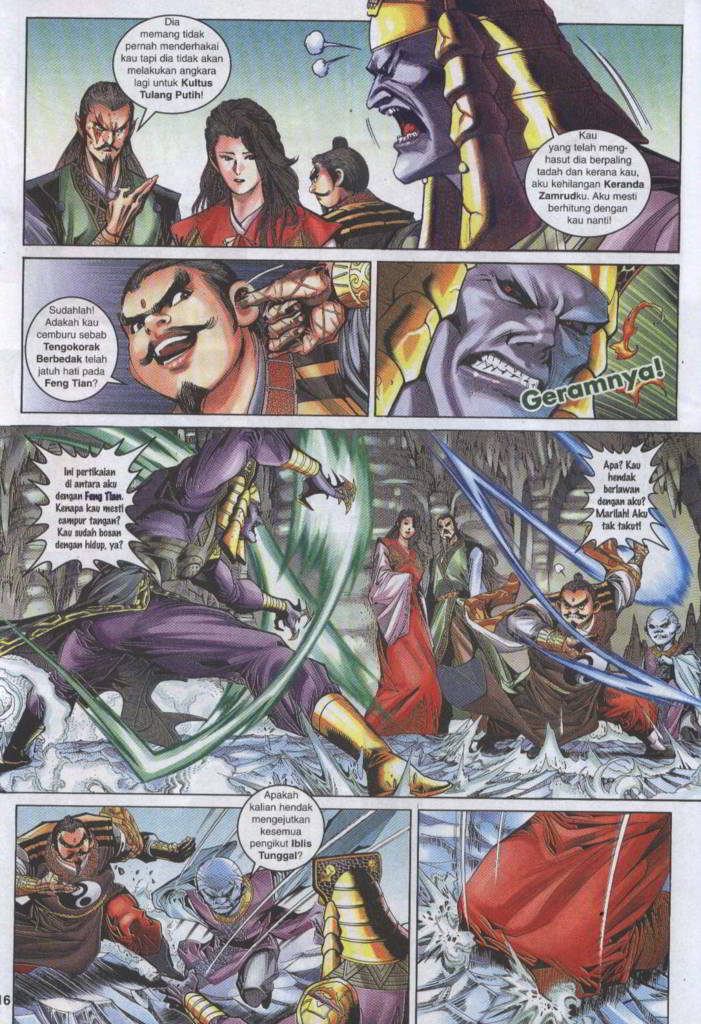 Dia
memang tidak
pernah menderhakai
kau tapi dia tidak akan
melakukan angkara
lagi untuk Kultus
Tulang Putih!
Kau
yang telah meng-
hasut dia berpaling
tadah dan kerana kau,
aku kehilangan Keranda
Zamrudku. Aku mesti
berhitung dengan
kau nanti!
Sudahlah!
Adakah kau
cemburu sebab
Tengokorak
Berbedak telah
jatuh hati pada
Feng Tian?
Geramnya!
Ini pertikaian
di antara aku
dengan Feng Tian.
Kenapa kau mesti
campur tangan?
Kau sudah bosan
dengan hidup, ya?
Apa? Kau
hendak
berlawan
dengan aku?
Marilah! Aku
tak takut!
Apakah
kalian hendak
mengejutkan
kesemua
pengikut Iblis
Tunggal?
16